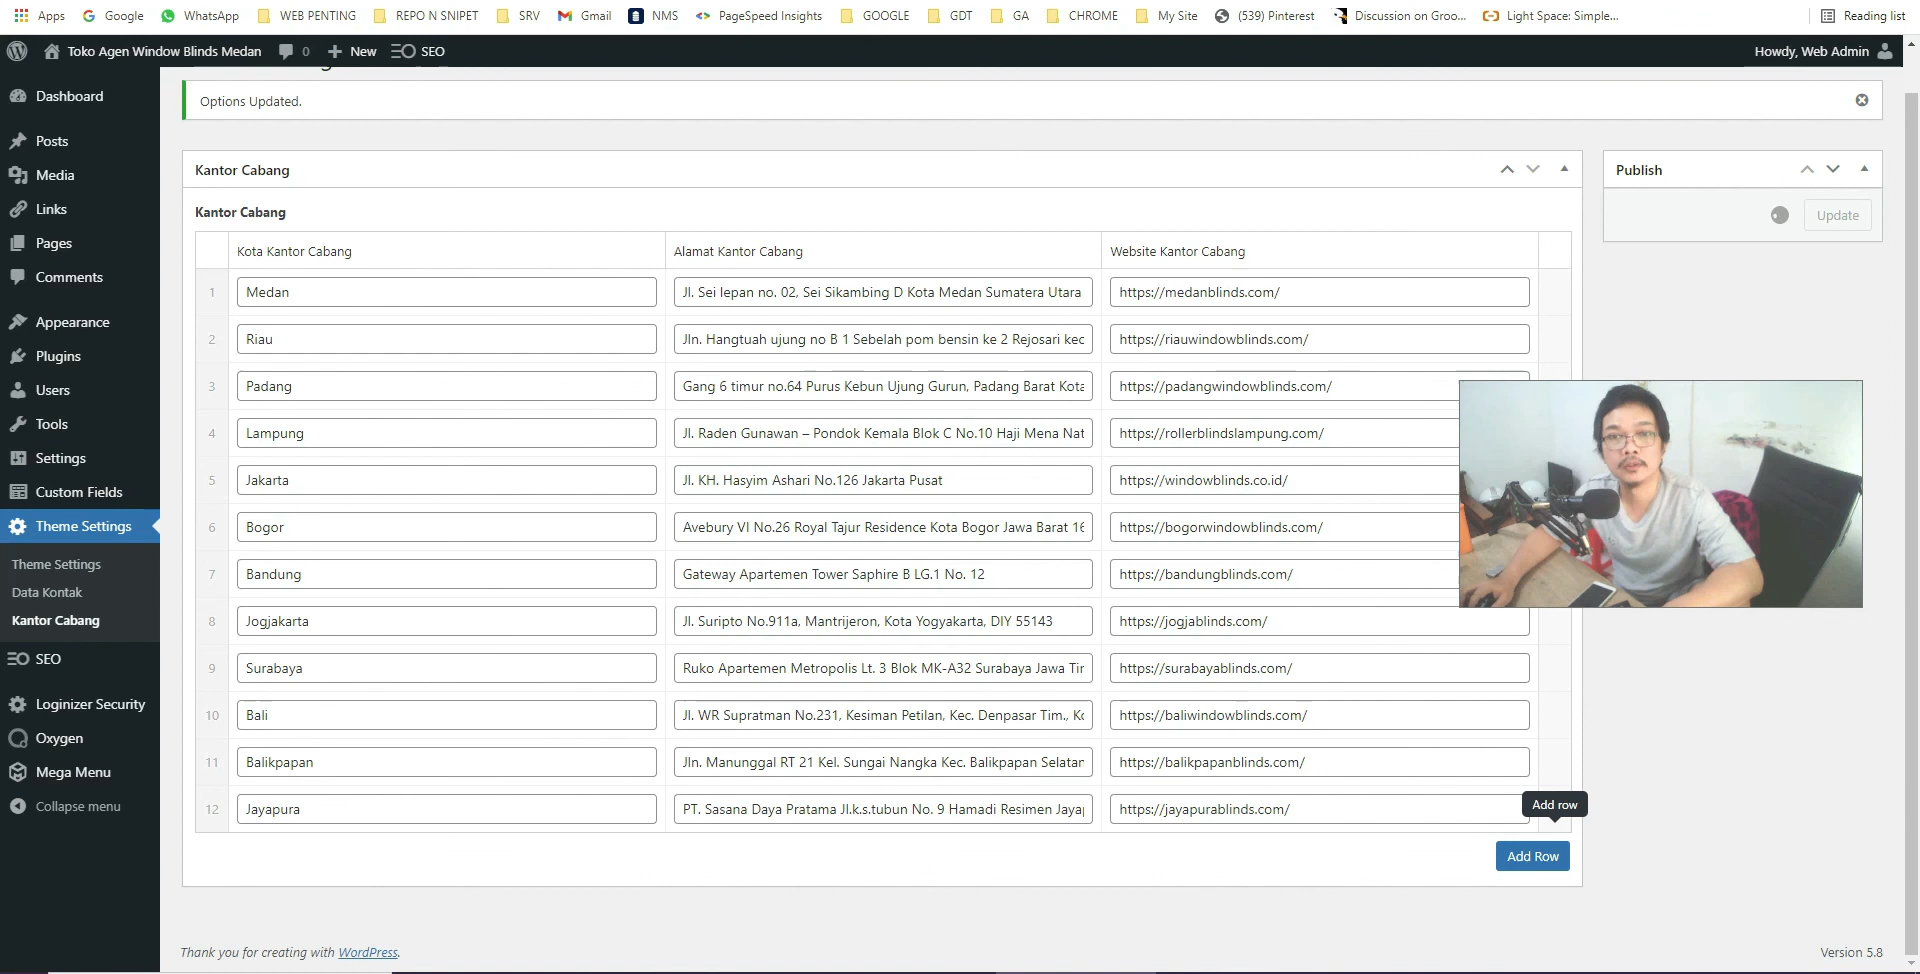 Apps Google WhatsApp WEB PENTING REPO N SNIPET SRV Gmail NMS PageSpeed Insights GOOGLE GDT GA CHROME My Site (539) Pinterest Discussion on Groo... Light Space: Simple... Reading list
Toko Agen Window Blinds Medan 0 New SEO Howdy, Web Admin
Dashboard
Posts
Media
Links
Pages
Comments
Appearance
Plugins
Users
Tools
Settings
Custom Fields
Theme Settings
Theme Settings
Data Kontak
Kantor Cabang
SEO
Loginizer Security
Oxygen
Mega Menu
Collapse menu
Options Updated.
Kantor Cabang
Kantor Cabang
Kota Kantor Cabang Alamat Kantor Cabang Website Kantor Cabang
1 Medan Jl. Sei lepan no. 02, Sei Sikambing D Kota Medan Sumatera Utara https://medanblinds.com/
2 Riau Jln. Hangtuah ujung no B 1 Sebelah pom bensin ke 2 Rejosari kec https://riauwindowblinds.com/
3 Padang Gang 6 timur no.64 Purus Kebun Ujung Gurun, Padang Barat Kota https://padangwindowblinds.com/
4 Lampung Jl. Raden Gunawan – Pondok Kemala Blok C No.10 Haji Mena Nat https://rollerblindslampung.com/
5 Jakarta Jl. KH. Hasyim Ashari No.126 Jakarta Pusat https://windowblinds.co.id/
6 Bogor Avebury VI No.26 Royal Tajur Residence Kota Bogor Jawa Barat 16 https://bogorwindowblinds.com/
7 Bandung Gateway Apartemen Tower Saphire B LG.1 No. 12 https://bandungblinds.com/
8 Jogjakarta Jl. Suripto No.911a, Mantrijeron, Kota Yogyakarta, DIY 55143 https://jogjablinds.com/
9 Surabaya Ruko Apartemen Metropolis Lt. 3 Blok MK-A32 Surabaya Jawa Tir https://surabayablinds.com/
10 Bali Jl. WR Supratman No.231, Kesiman Petilan, Kec. Denpasar Tim., Kc https://baliwindowblinds.com/
11 Balikpapan Jln. Manunggal RT 21 Kel. Sungai Nangka Kec. Balikpapan Selatan https://balikpapanblinds.com/
12 Jayapura PT. Sasana Daya Pratama Jl.k.s.tubun No. 9 Hamadi Resimen Jayap https://jayapurablinds.com/
Add row
Add Row
Publish
Update
Thank you for creating with WordPress.
Version 5.8